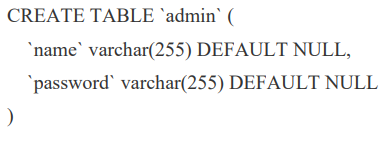 CREATE TABLE `admin` (
`name` varchar(255) DEFAULT NULL,
`password` varchar(255) DEFAULT NULL
)